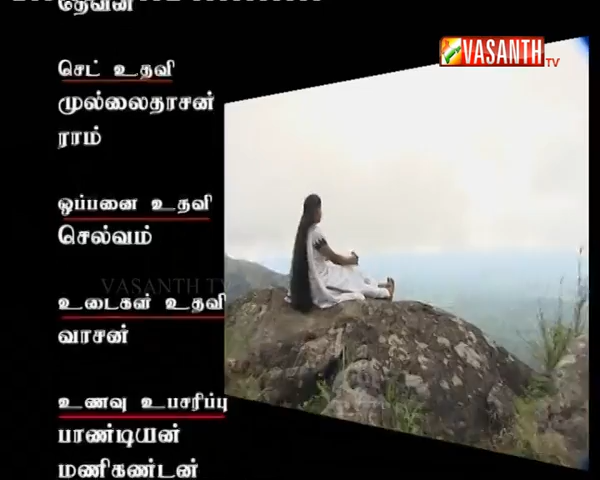 தேவன்
VASANTH TV
செட் உதவி
முல்லைதாசன்
ராம்
ஒப்பனை உதவி
செல்வம்
VASANTH TV
உடைகள் உதவி
வாசன்
உணவு உபசரிப்பு
பாண்டியன்
மணிகண்டன்